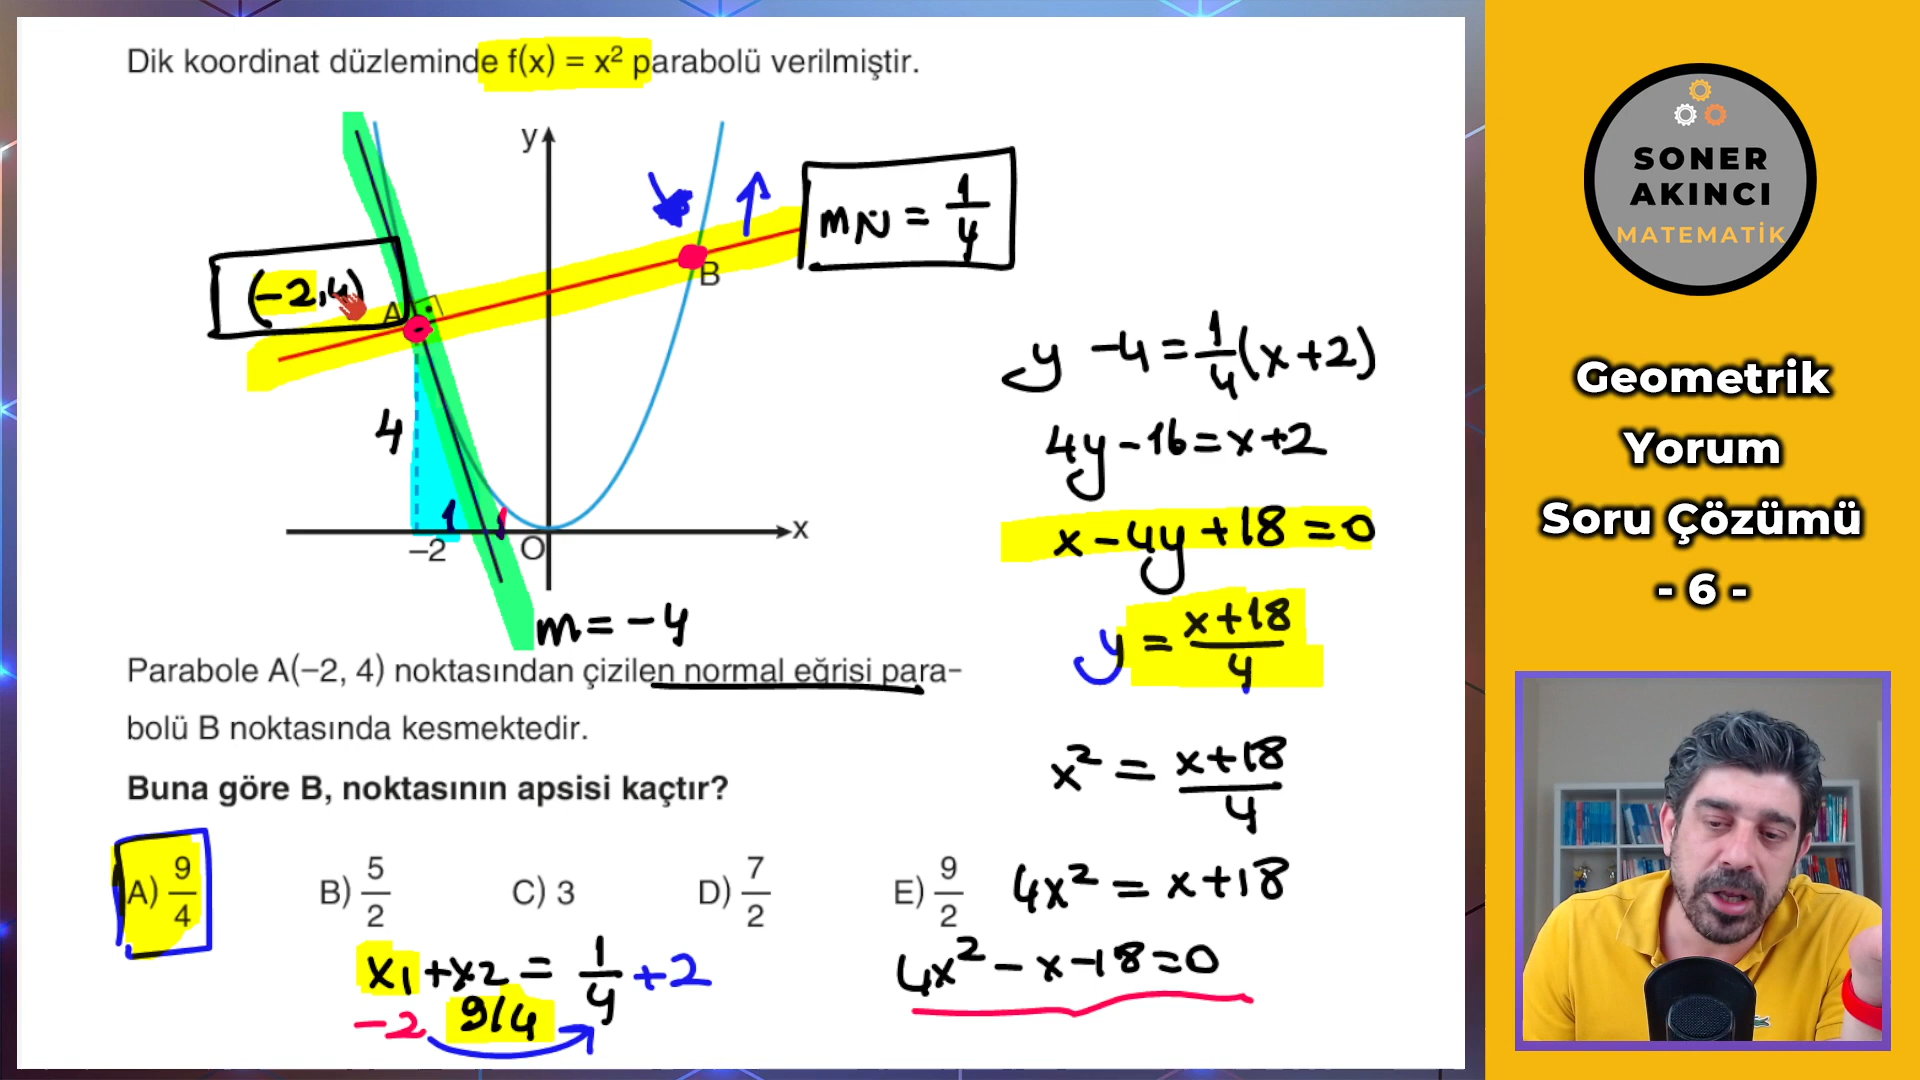 Dik koordinat düzleminde f(x) = x² parabolü verilmiştir.
y
mN = 1/4
(-2,4)
A
B
4
1
1
-2
O
x
m = -4
y - 4 = 1/4 (x+2)
4y - 16 = x+2
x - 4y + 18 = 0
y = x+18/4
x² = x+18/4
4x² = x+18
4x² - x - 18 = 0
Parabole A(–2, 4) noktasından çizilen normal eğrisi para-
bolü B noktasında kesmektedir.
Buna göre B, noktasının apsisi kaçtır?
A) 9/4 B) 5/2 C) 3 D) 7/2 E) 9/2
x1 + x2 = 1/4 + 2
-2 9/4
SONER
AKINCI
MATEMATİK
Geometrik
Yorum
Soru Çözümü
- 6 -